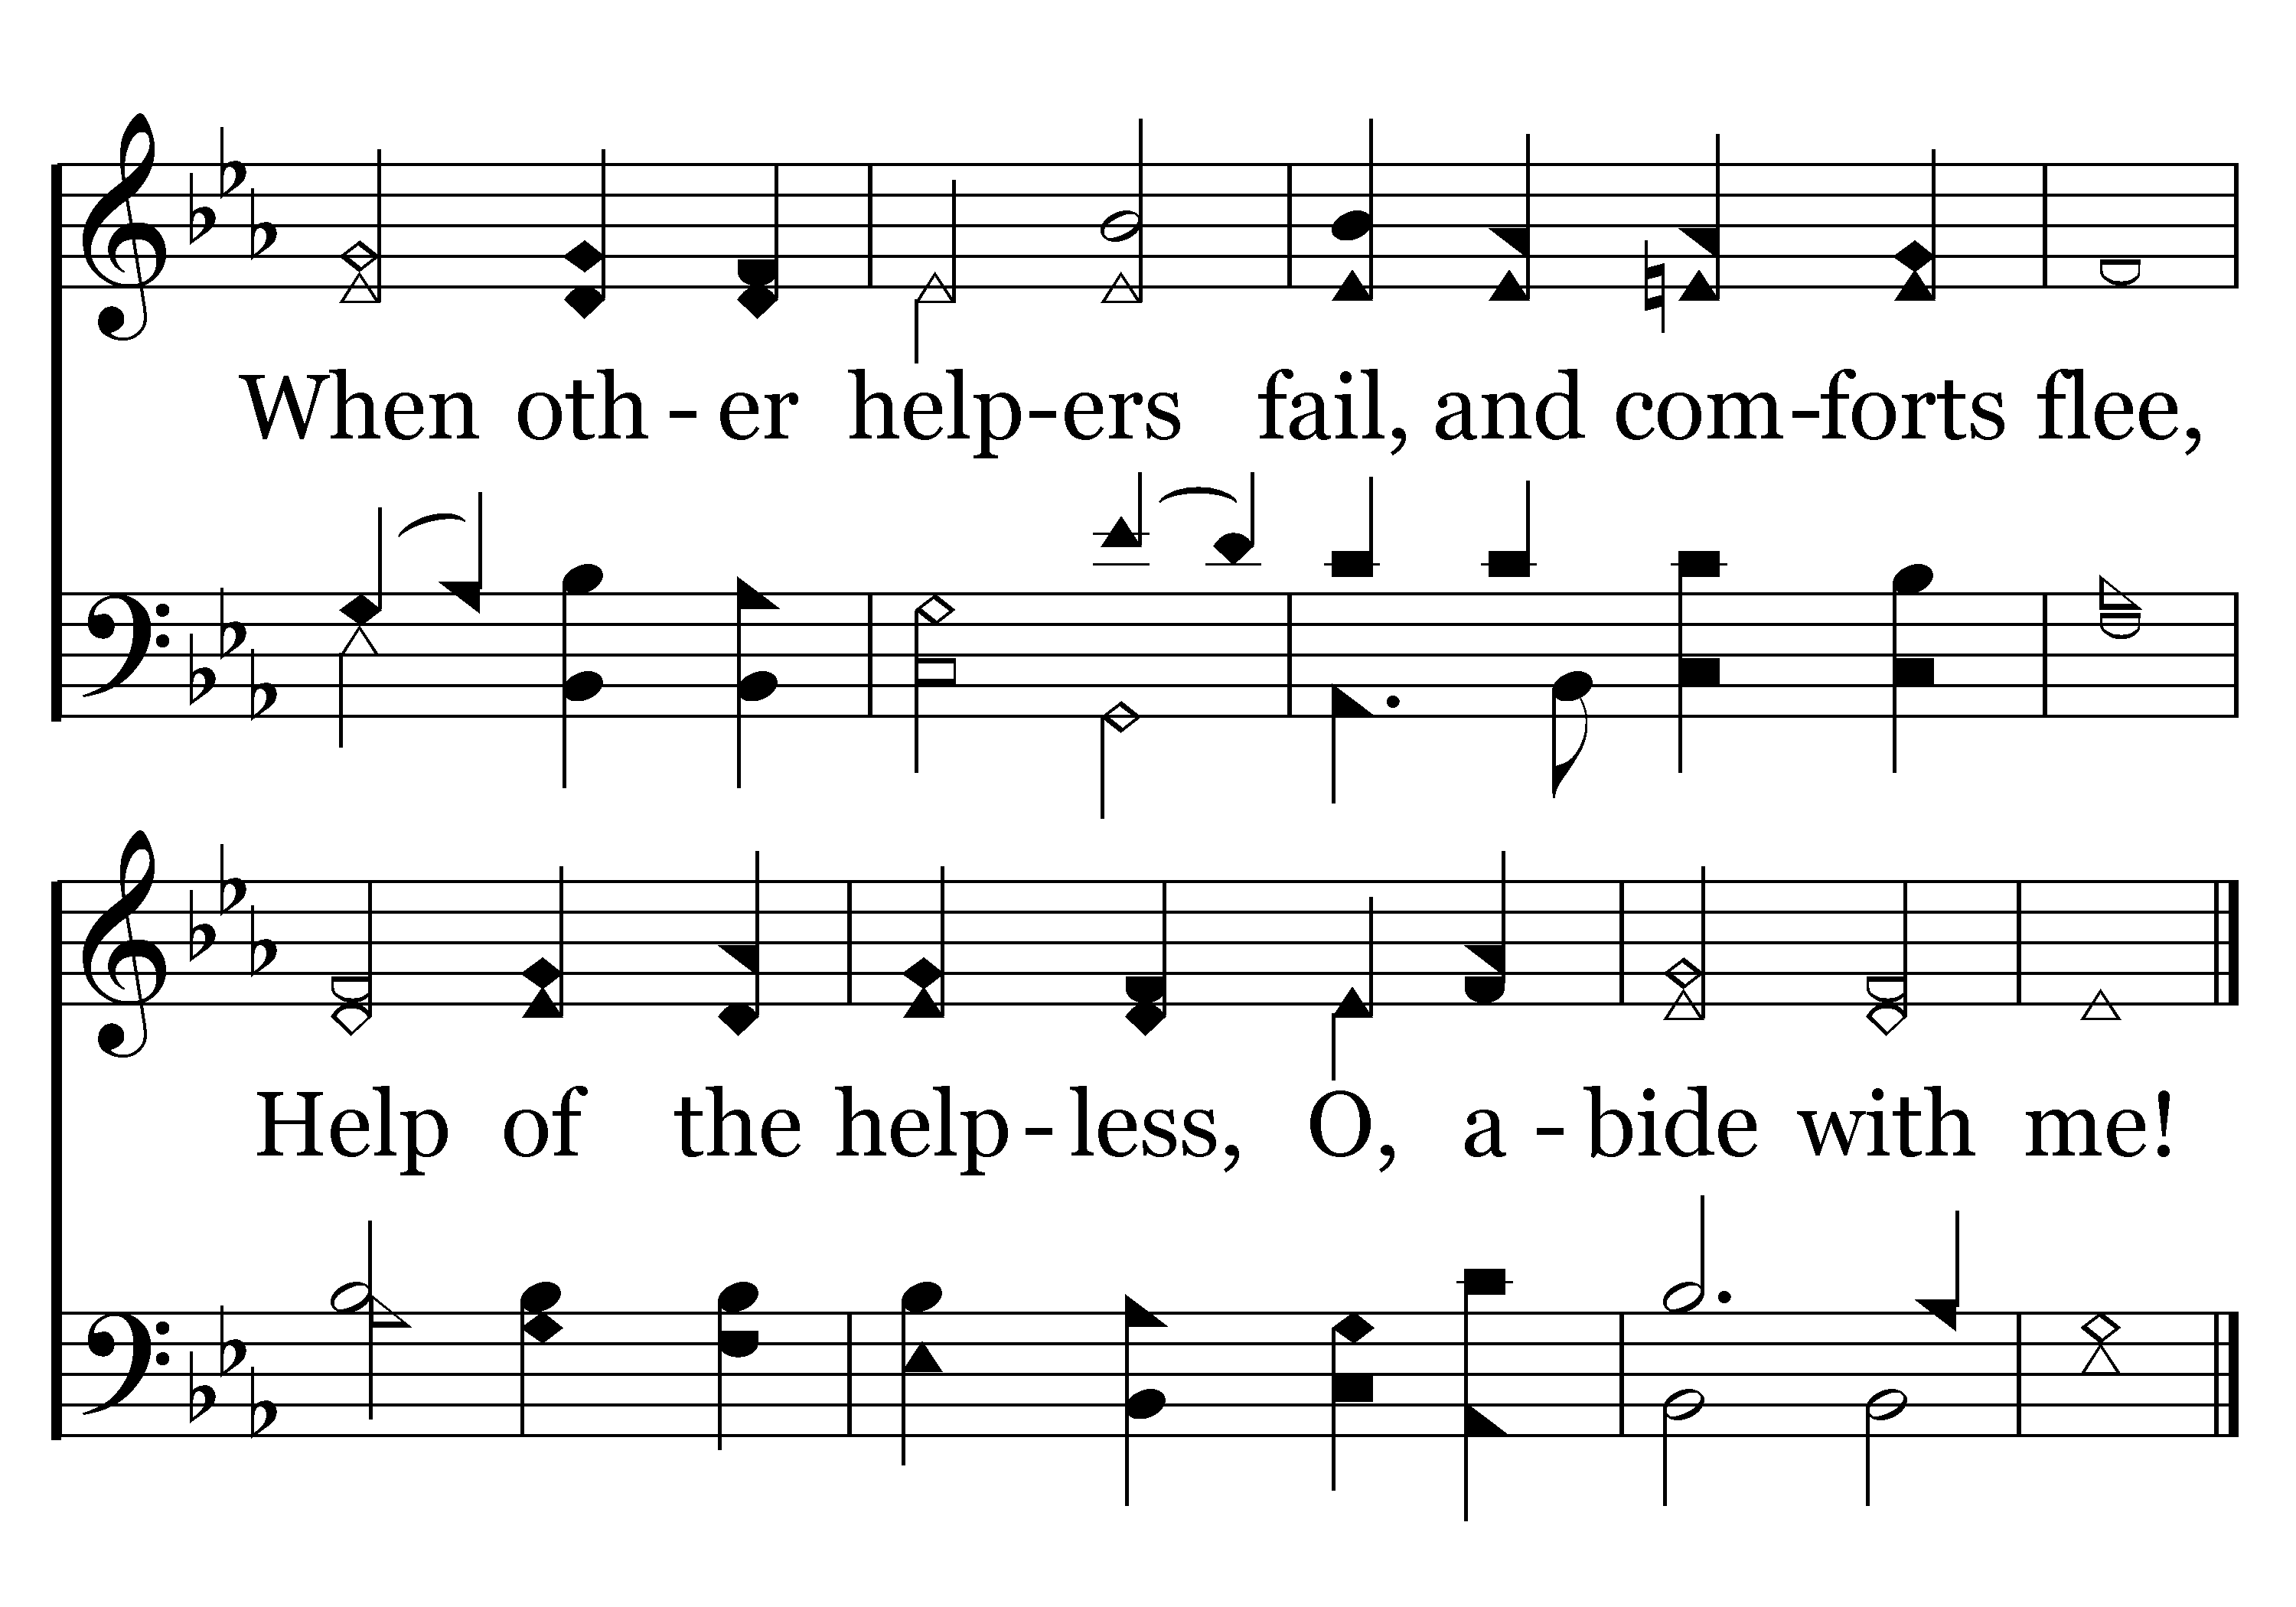 When oth - er help-ers fail, and com-forts flee,
Help of the help - less, O, a - bide with me!